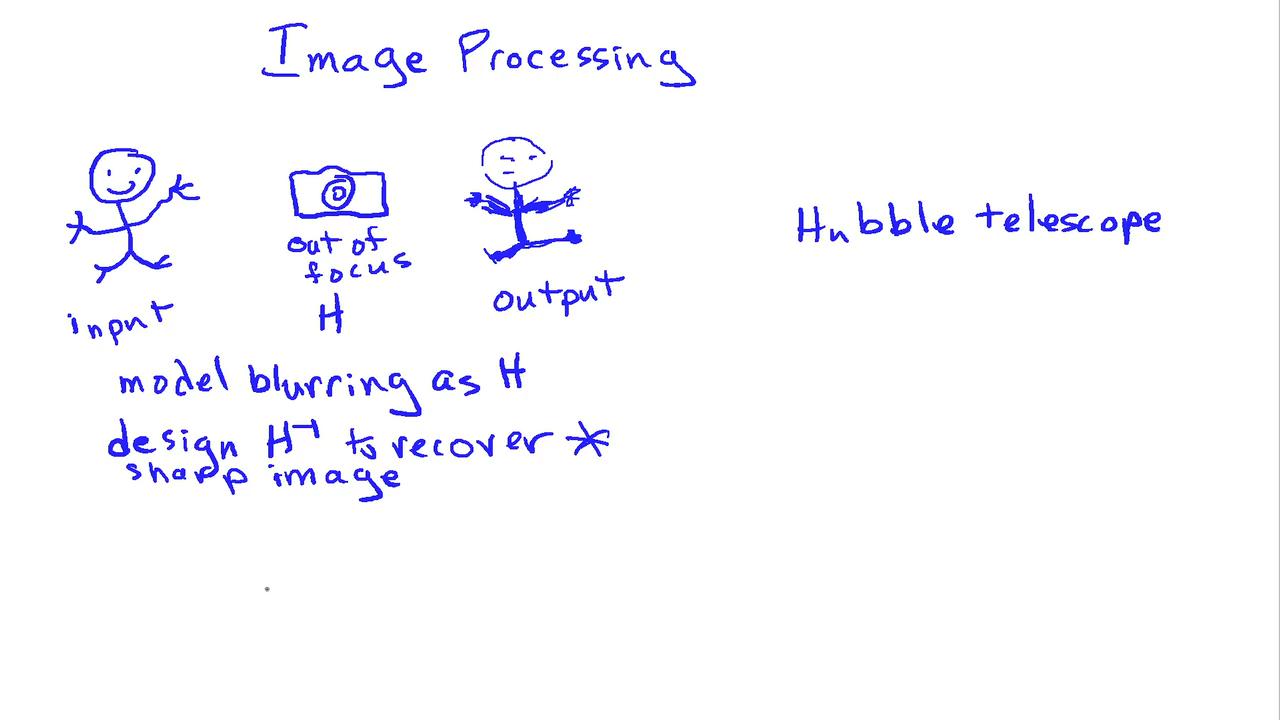 Image Processing
out of
focus
H
input
output
Hubble telescope
model blurring as H
design H⁻¹ to recover *
sharp image